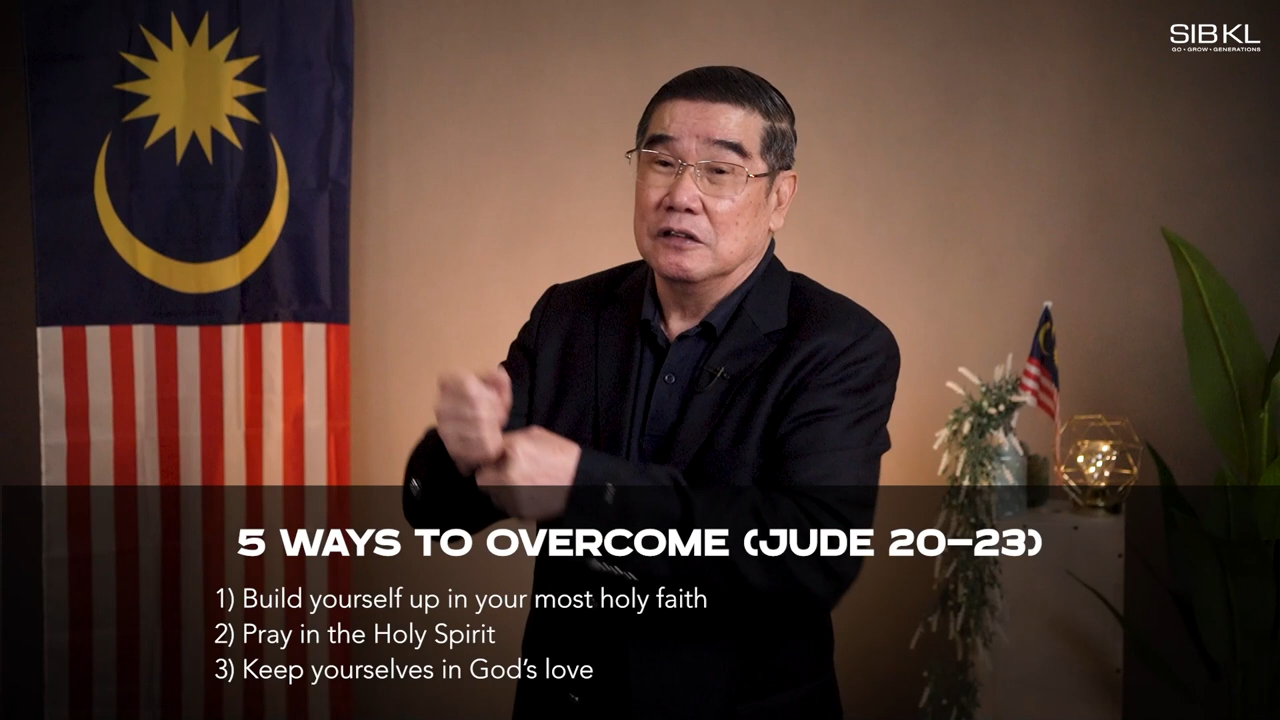 SIBKL
GO • GROW • GENERATIONS
5 WAYS TO OVERCOME (JUDE 20–23)
1) Build yourself up in your most holy faith
2) Pray in the Holy Spirit
3) Keep yourselves in God's love